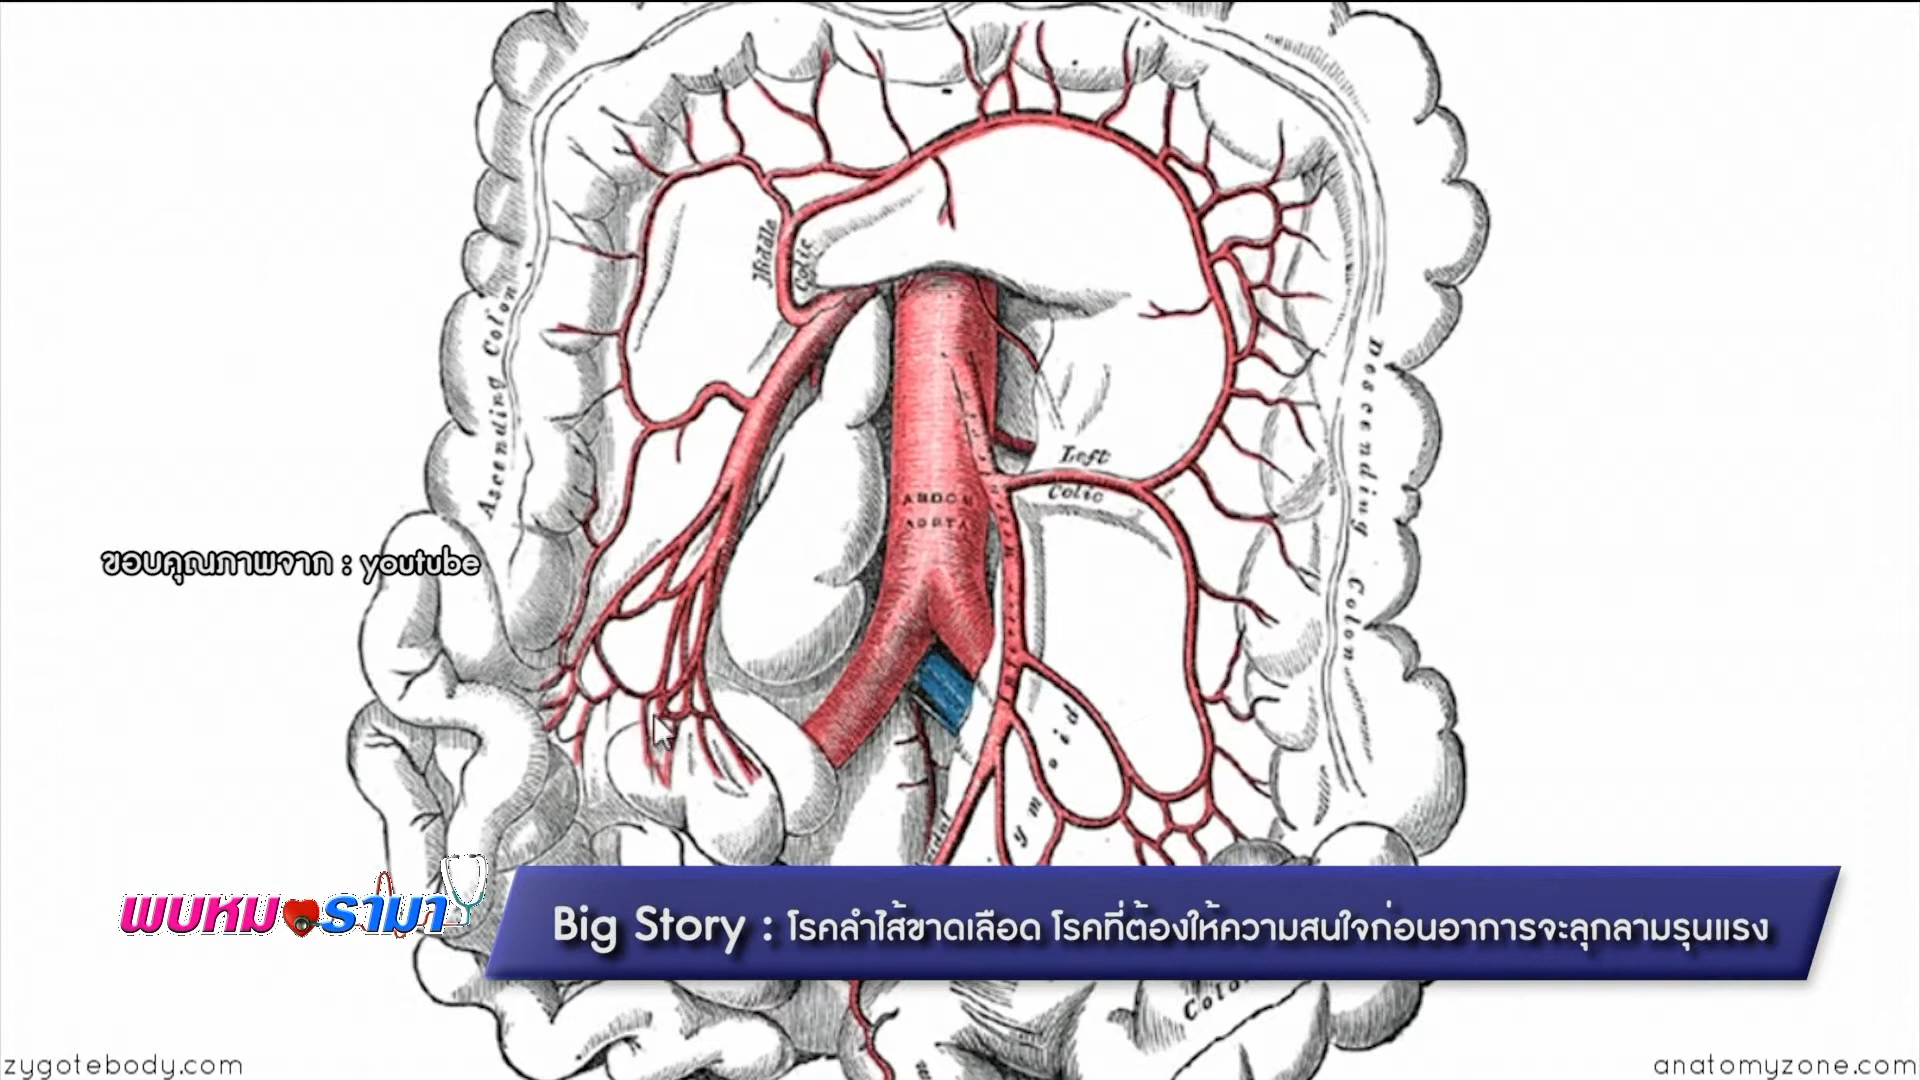 Middle
Colic
Ascending Colon
Descending Colon
Left
Colic
ABDOM
AORTA
ขอบคุณภาพจาก : youtube
พบหมอรามา
Big Story : โรคลำไส้ขาดเลือด โรคที่ต้องให้ความสนใจก่อนอาการจะลุกลามรุนแรง
zygotebody.com
anatomyzone.com